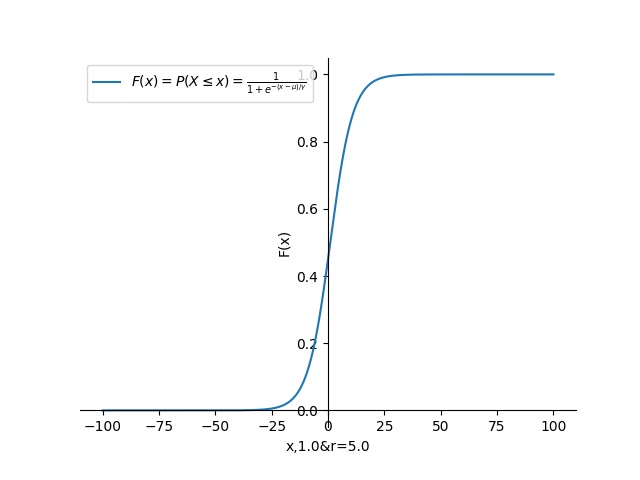 F(x) = P(X ≤ x) = 1 / (1 + e^{-(x-μ)/γ})
1.0
0.8
0.6
F(x)
0.4
0.2
0.0
−100 −75 −50 −25 0 25 50 75 100
x,1.0&r=5.0